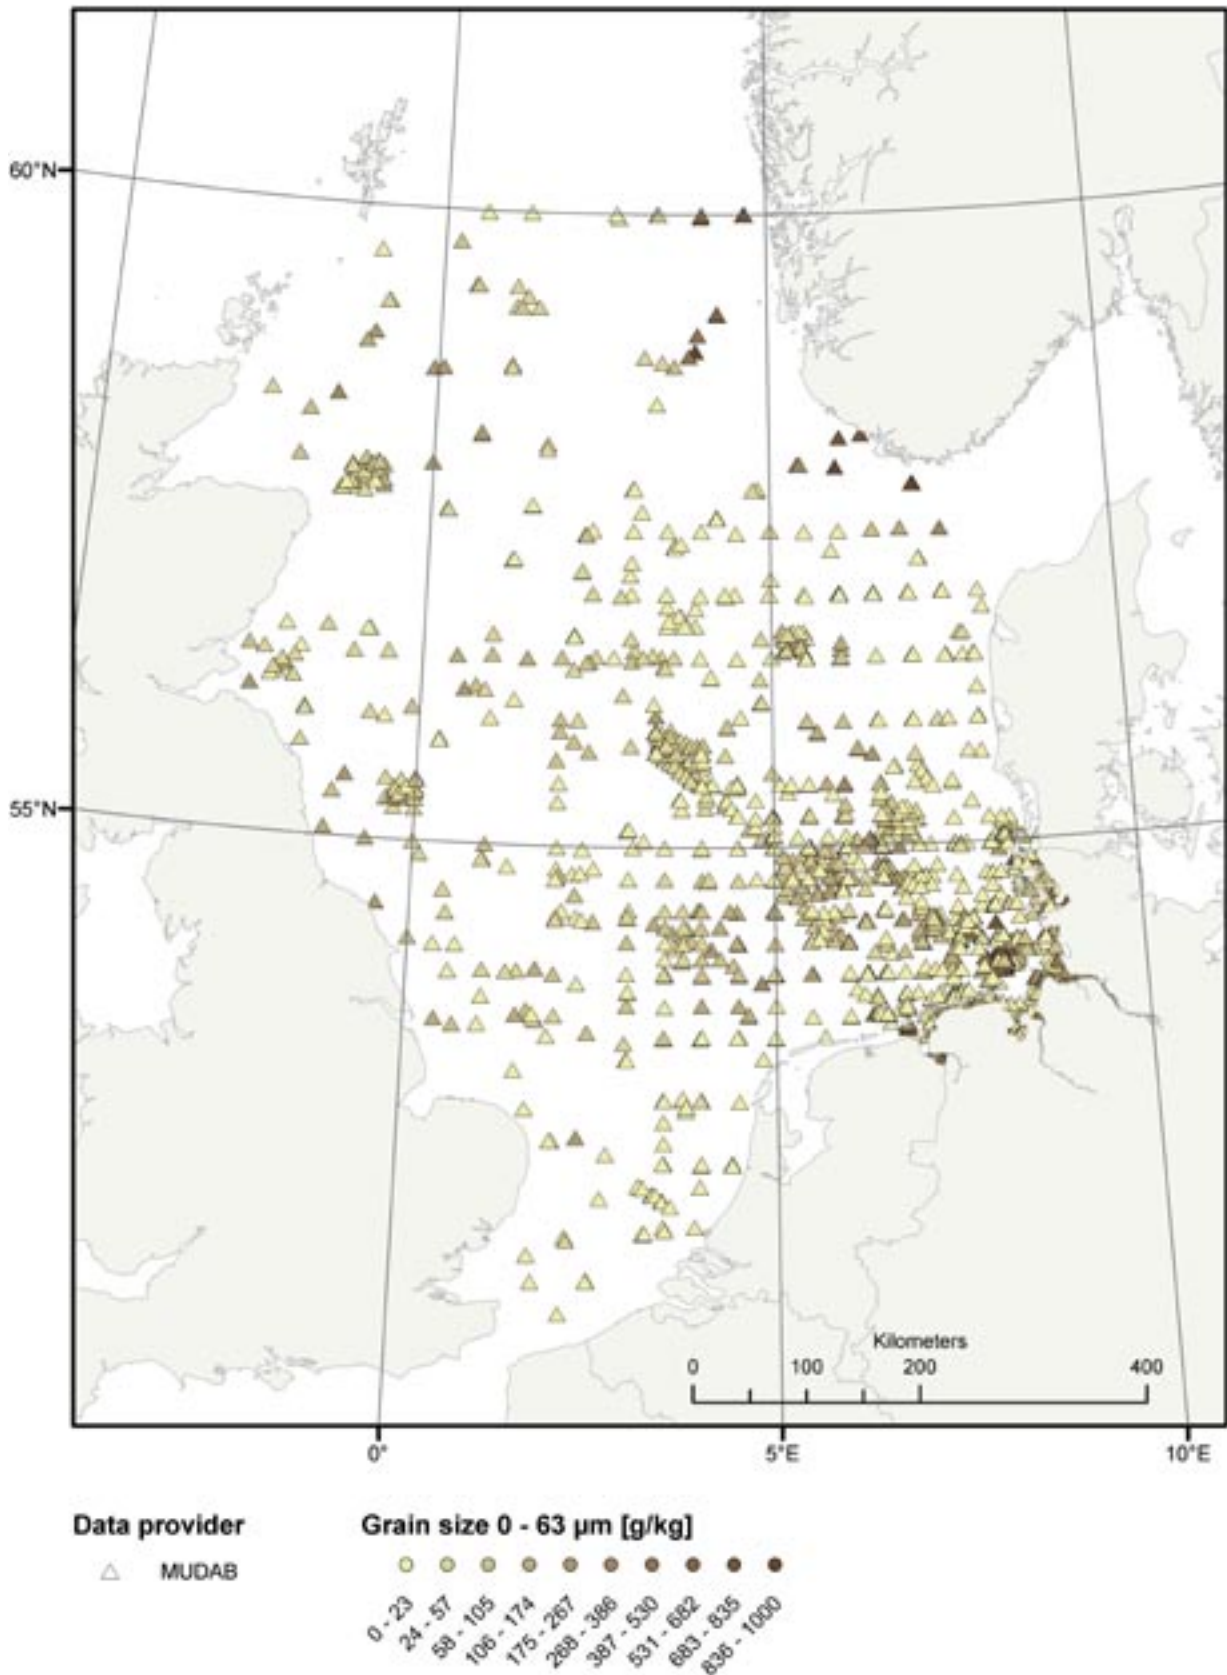 60°N
55°N
Kilometers
0 100 200 400
0° 5°E 10°E
Data provider
MUDAB
Grain size 0 - 63 µm [g/kg]
0 - 23
24 - 57
58 - 105
106 - 174
175 - 267
268 - 386
387 - 530
531 - 682
683 - 835
836 - 1000